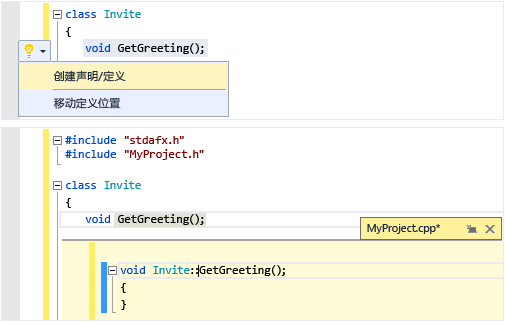 class Invite
{
void GetGreeting();
创建声明/定义
移动定义位置
#include "stdafx.h"
#include "MyProject.h"
class Invite
{
void GetGreeting();
MyProject.cpp*
void Invite::GetGreeting();
{
}